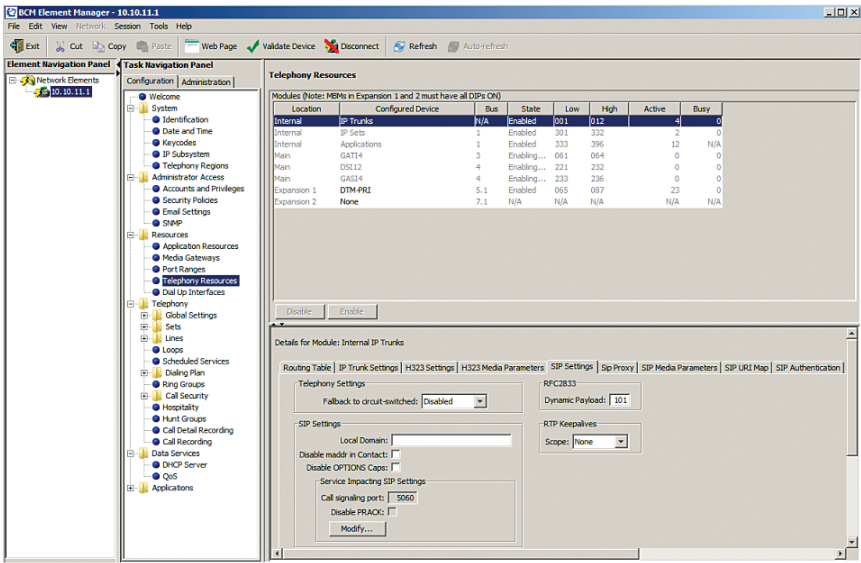 BCM Element Manager - 10.10.11.1
File Edit View Network Session Tools Help
Exit Cut Copy Paste Web Page Validate Device Disconnect Refresh Auto-refresh
Element Navigation Panel
Network Elements
10.10.11.1
Task Navigation Panel
Configuration Administration
Welcome
System
Identification
Date and Time
Keycodes
IP Subsystem
Telephony Regions
Administrator Access
Accounts and Privileges
Security Policies
Email Settings
SNMP
Resources
Application Resources
Media Gateways
Port Ranges
Telephony Resources
Dial Up Interfaces
Telephony
Global Settings
Sets
Lines
Loops
Scheduled Services
Dialing Plan
Ring Groups
Call Security
Hospitality
Hunt Groups
Call Detail Recording
Call Recording
Data Services
DHCP Server
QoS
Applications
Telephony Resources
Modules (Note: MBMs in Expansion 1 and 2 must have all DIPs ON)
Location Configured Device Bus State Low High Active Busy
Internal IP Trunks N/A Enabled 001 012 4 0
Internal IP Sets 1 Enabled 301 332 2 0
Internal Applications 1 Enabled 333 396 12 N/A
Main GATI4 3 Enabling... 061 064 0 0
Main DSI12 4 Enabling... 221 232 0 0
Main GASI4 4 Enabling... 233 236 0 0
Expansion 1 DTM-PRI 5.1 Enabled 065 087 23 0
Expansion 2 None 7.1 N/A N/A N/A N/A N/A
Disable Enable
Details for Module: Internal IP Trunks
Routing Table IP Trunk Settings H323 Settings H323 Media Parameters SIP Settings Sip Proxy SIP Media Parameters SIP URI Map SIP Authentication
Telephony Settings
Fallback to circuit-switched: Disabled
RFC2833
Dynamic Payload: 101
SIP Settings
Local Domain:
Disable maddr in Contact:
Disable OPTIONS Caps:
RTP Keepalives
Scope: None
Service Impacting SIP Settings
Call signaling port: 5060
Disable PRACK:
Modify...